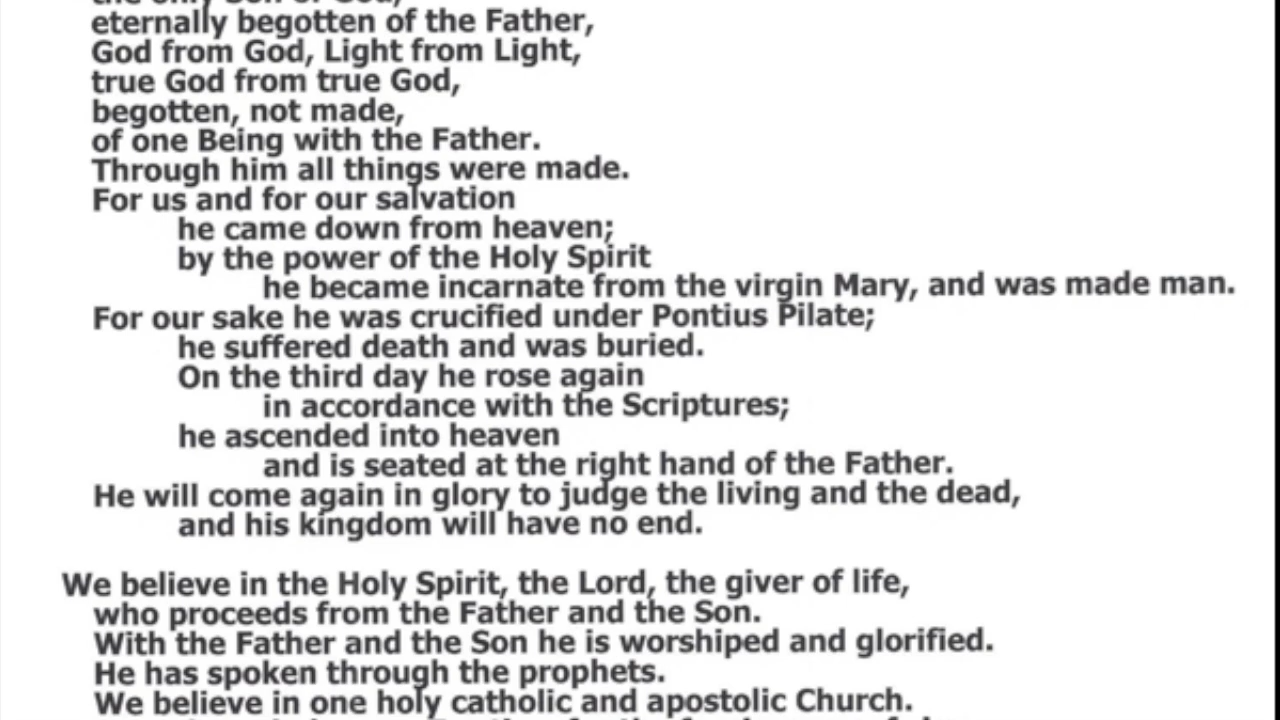 the only Son of God,
eternally begotten of the Father,
God from God, Light from Light,
true God from true God,
begotten, not made,
of one Being with the Father.
Through him all things were made.
For us and for our salvation
he came down from heaven;
by the power of the Holy Spirit
he became incarnate from the virgin Mary, and was made man.
For our sake he was crucified under Pontius Pilate;
he suffered death and was buried.
On the third day he rose again
in accordance with the Scriptures;
he ascended into heaven
and is seated at the right hand of the Father.
He will come again in glory to judge the living and the dead,
and his kingdom will have no end.
We believe in the Holy Spirit, the Lord, the giver of life,
who proceeds from the Father and the Son.
With the Father and the Son he is worshiped and glorified.
He has spoken through the prophets.
We believe in one holy catholic and apostolic Church.